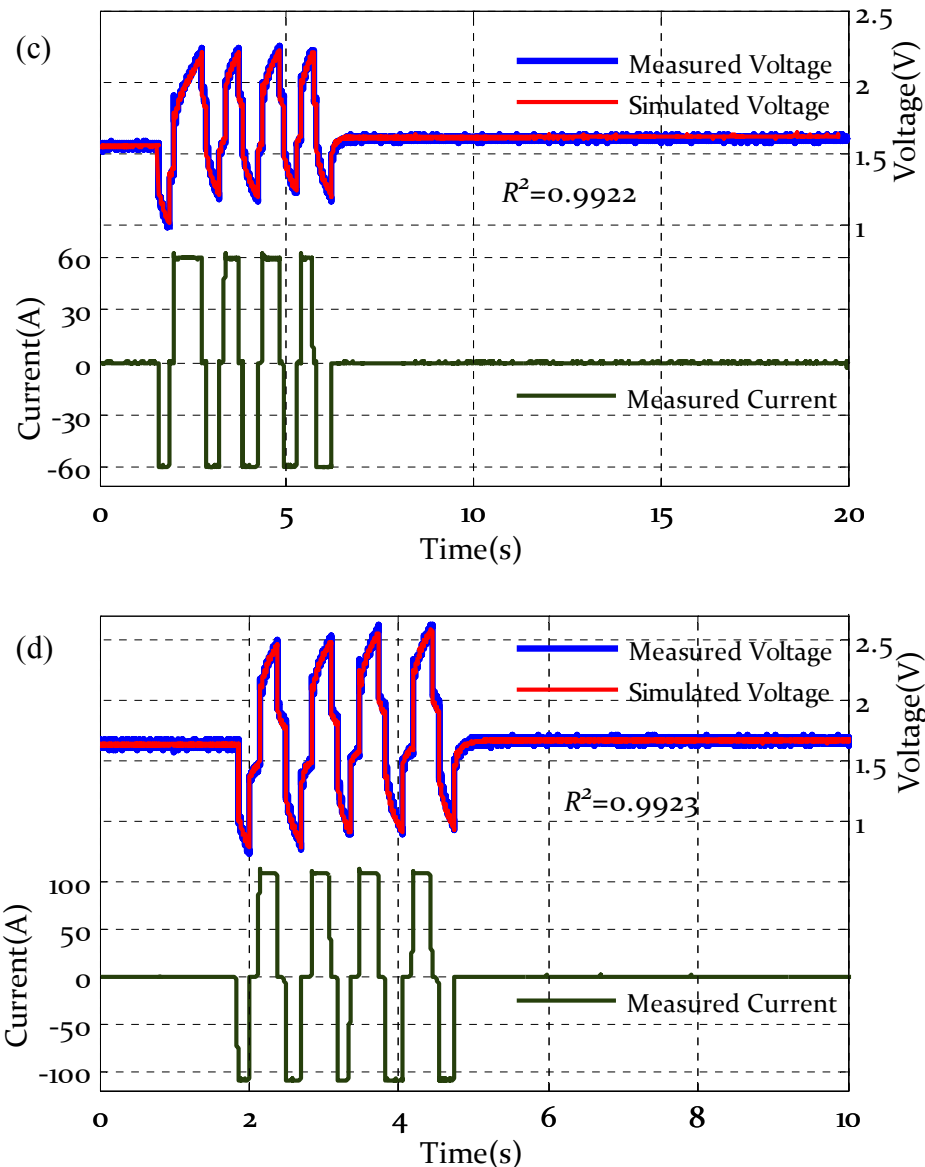 (c)
2.5
Measured Voltage
2
Simulated Voltage
Voltage(V)
1.5
R²=0.9922
1
60
30
0
Current(A)
Measured Current
-30
-60
0 5 10 15 20
Time(s)
(d)
Measured Voltage
2.5
Simulated Voltage
2
Voltage(V)
1.5
R²=0.9923
1
100
50
0
Current(A)
Measured Current
-50
-100
0 2 4 6 8 10
Time(s)